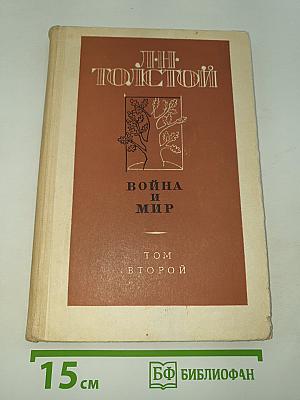 Л·Н·
ТОЛСТОЙ
ВОЙНА
И
МИР
ТОМ
ВТОРОЙ
15 см
БФ БИБЛИОФАН